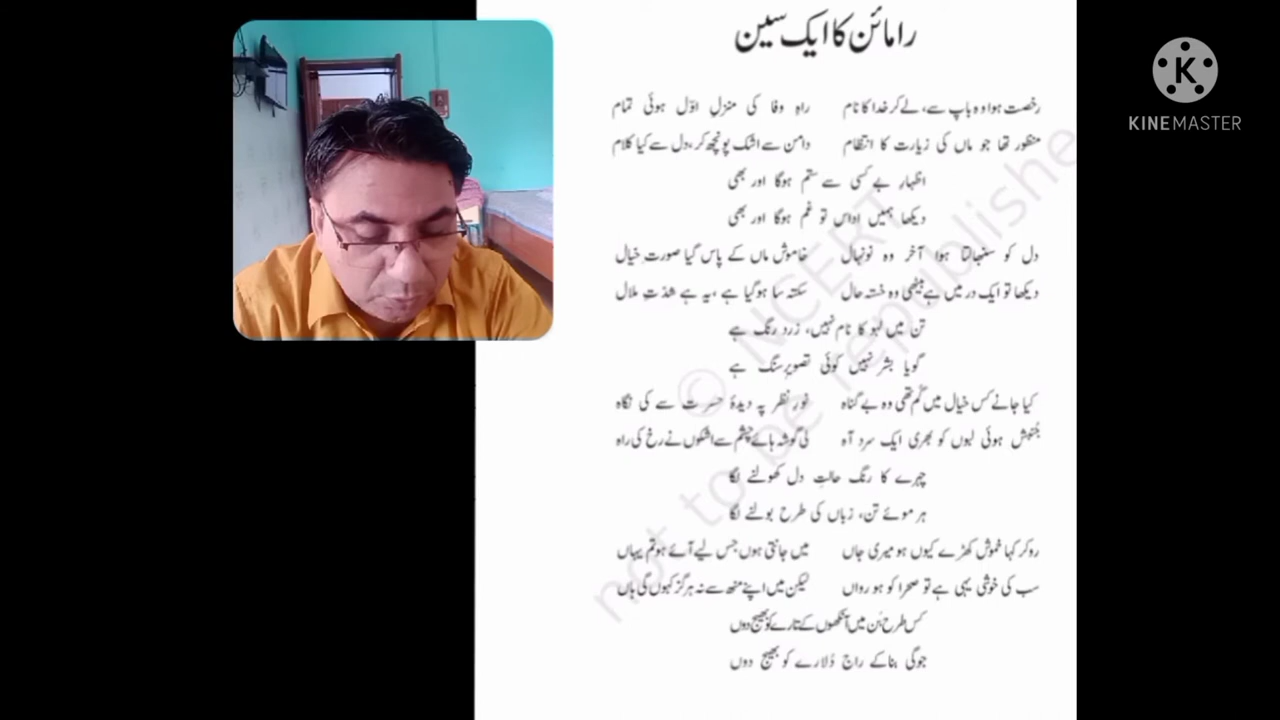 رامائن کا ایک سین
KINEMASTER
رخصت ہوا وہ باپ سے، لے کر خدا کا نام راہِ وفا کی منزلِ اوّل ہوئی تمام
منظور تھا جو ماں کی زیارت کا انتظام دامن سے اشک پونچھ کر، دل سے کیا کلام
اظہارِ بے کسی سے ستم ہوگا اور بھی
دیکھا ہمیں اداس تو غم ہوگا اور بھی
دل کو سنبھالتا ہوا آخر وہ نونہال خاموش ماں کے پاس گیا صورتِ خیال
دیکھا تو ایک در میں ہے بیٹھی وہ خستہ حال سکتہ سا ہوگیا ہے، یہ ہے شدّتِ ملال
تن میں لہو کا نام نہیں، زرد رنگ ہے
گویا بشر نہیں کوئی تصویرِ سنگ ہے
کیا جانے کس خیال میں گُم تھی وہ بے گناہ نورِ نظر پہ دیدۂ حسرت سے کی نگاہ
جُنبش ہوئی لبوں کو بھری ایک سرد آہ لی گوشہ ہائے چشم سے اشکوں نے رخ کی راہ
چہرے کا رنگ حالتِ دل کھولنے لگا
ہر موئے تن، زباں کی طرح بولنے لگا
رو کر کہا خموش کھڑے کیوں ہو میری جاں میں جانتی ہوں جس لیے آئے ہو تم یہاں
سب کی خوشی یہی ہے تو صحرا کو ہو رواں لیکن میں اپنے منھ سے نہ ہرگز کہوں گی ہاں
کس طرح بَن میں آنکھوں کے تارے کو بھیج دوں
جوگی بنا کے راج دُلارے کو بھیج دوں
© NCERT
not to be republishe